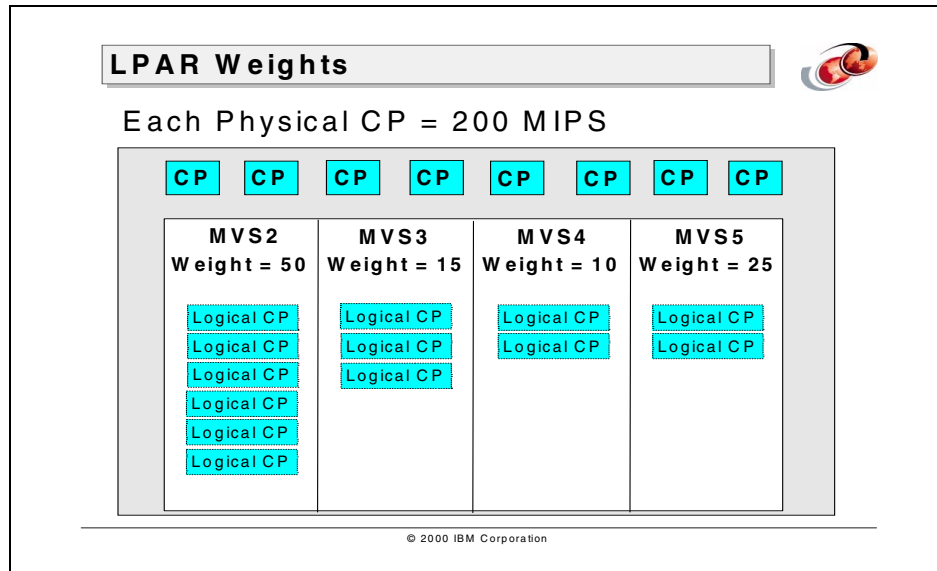 LPAR Weights
Each Physical CP = 200 MIPS
CP CP CP CP CP CP CP CP
MVS2 MVS3 MVS4 MVS5
Weight = 50 Weight = 15 Weight = 10 Weight = 25
Logical CP Logical CP Logical CP Logical CP
Logical CP Logical CP Logical CP Logical CP
Logical CP Logical CP
Logical CP
Logical CP
Logical CP
© 2000 IBM Corporation